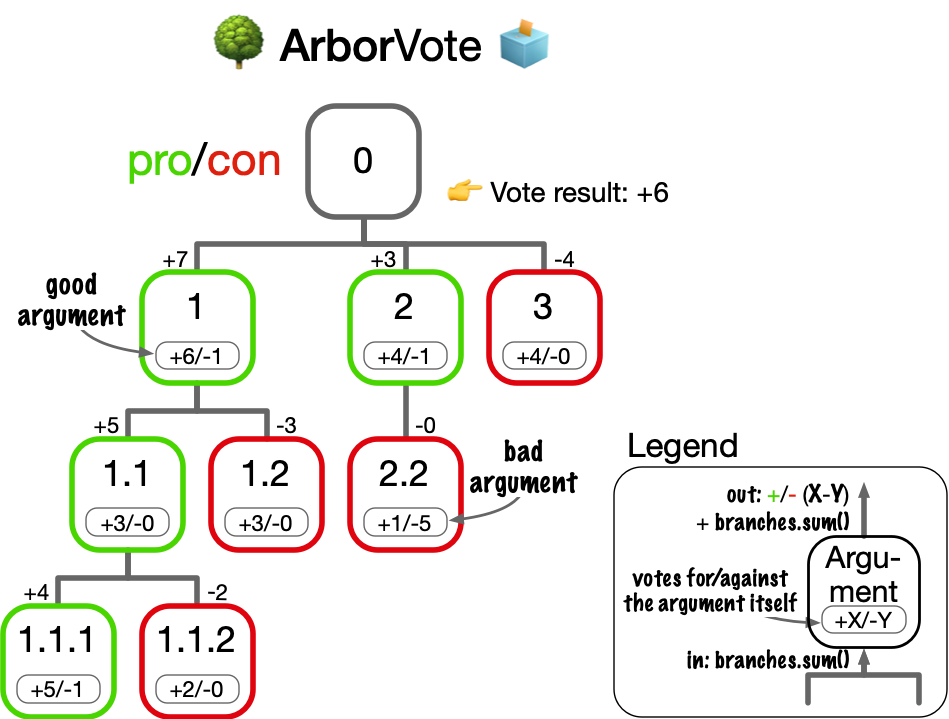 ArborVote
pro/con
0
Vote result: +6
+7
+3
-4
good
argument
1
+6/-1
2
+4/-1
3
+4/-0
+5
-3
-0
1.1
+3/-0
1.2
+3/-0
2.2
+1/-5
bad
argument
+4
-2
1.1.1
+5/-1
1.1.2
+2/-0
Legend
out: +/- (X-Y)
+ branches.sum()
Argu-
ment
+X/-Y
votes for/against
the argument itself
in: branches.sum()